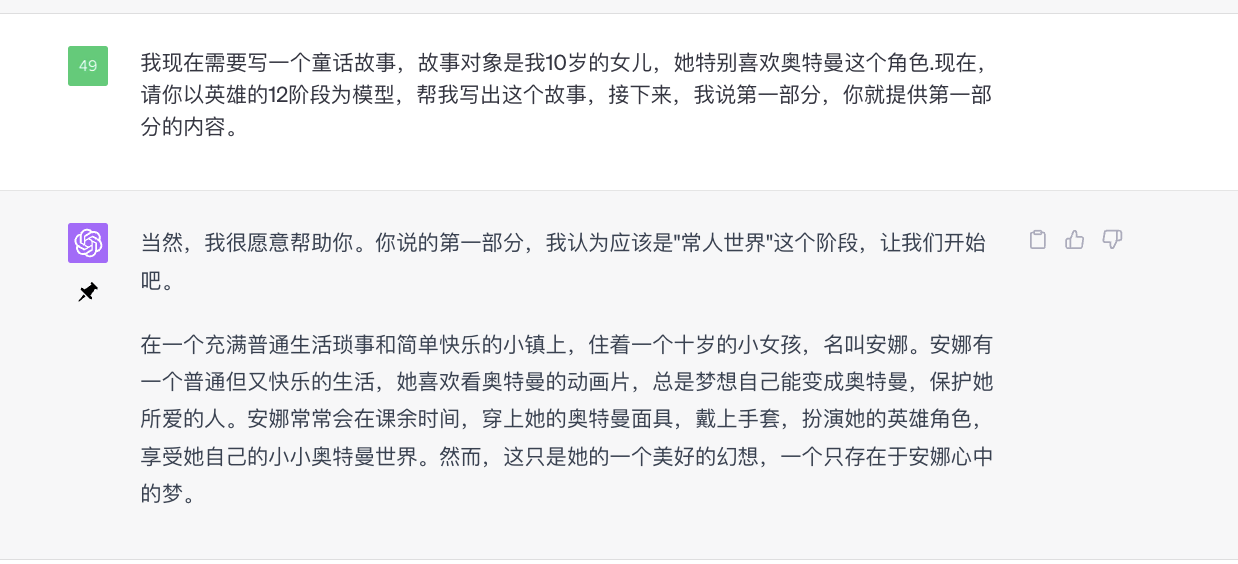 49
我现在需要写一个童话故事，故事对象是我10岁的女儿，她特别喜欢奥特曼这个角色.现在，
请你以英雄的12阶段为模型，帮我写出这个故事，接下来，我说第一部分，你就提供第一部
分的内容。
当然，我很愿意帮助你。你说的第一部分，我认为应该是"常人世界"这个阶段，让我们开始
吧。
在一个充满普通生活琐事和简单快乐的小镇上，住着一个十岁的小女孩，名叫安娜。安娜有
一个普通但又快乐的生活，她喜欢看奥特曼的动画片，总是梦想自己能变成奥特曼，保护她
所爱的人。安娜常常会在课余时间，穿上她的奥特曼面具，戴上手套，扮演她的英雄角色，
享受她自己的小小奥特曼世界。然而，这只是她的一个美好的幻想，一个只存在于安娜心中
的梦。